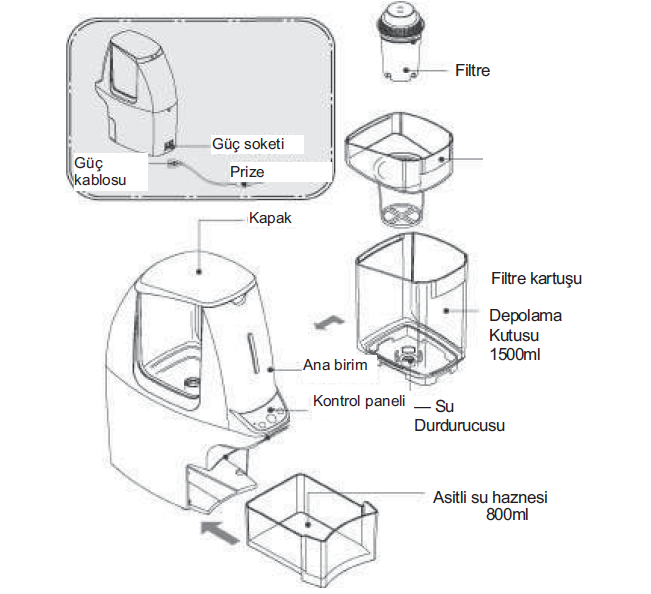 Filtre
Güç soketi
Güç
kablosu
Prize
Kapak
Filtre kartuşu
Depolama
Kutusu
1500ml
Ana birim
Kontrol paneli
— Su
Durdurucusu
Asitli su haznesi
800ml